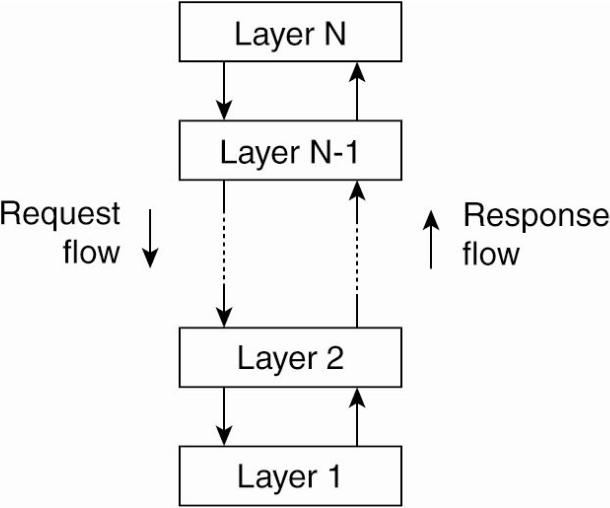 Layer N
Layer N-1
Request
flow
Response
flow
Layer 2
Layer 1